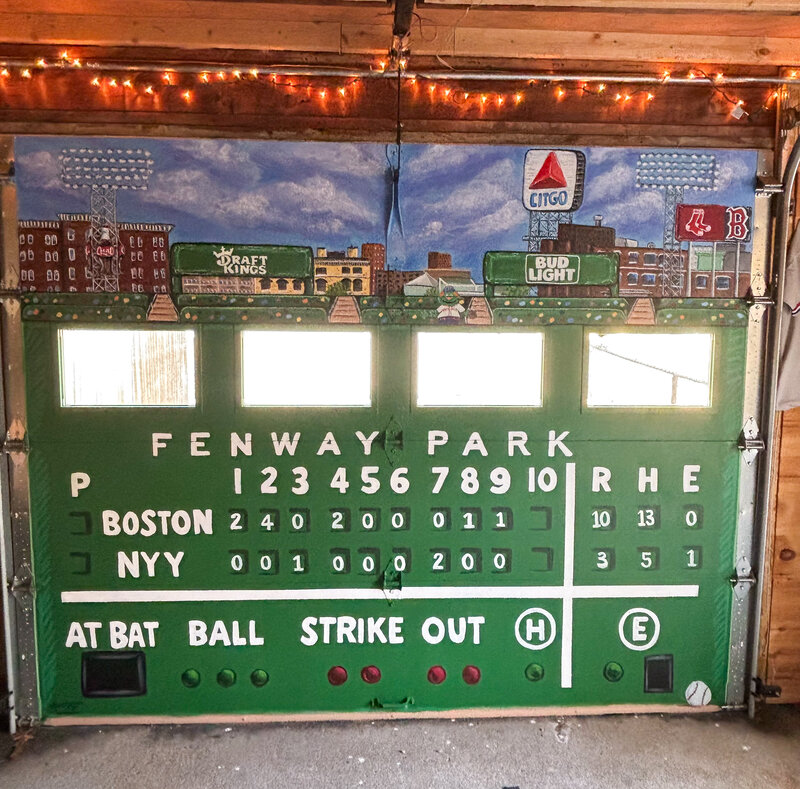 CITGO
B
DRAFT
KINGS
BUD
LIGHT
FENWAY PARK
P 1 2 3 4 5 6 7 8 9 10 R H E
BOSTON 2 4 0 2 0 0 0 1 1 10 13 0
NYY 0 0 1 0 0 0 2 0 0 3 5 1
AT BAT BALL STRIKE OUT H E